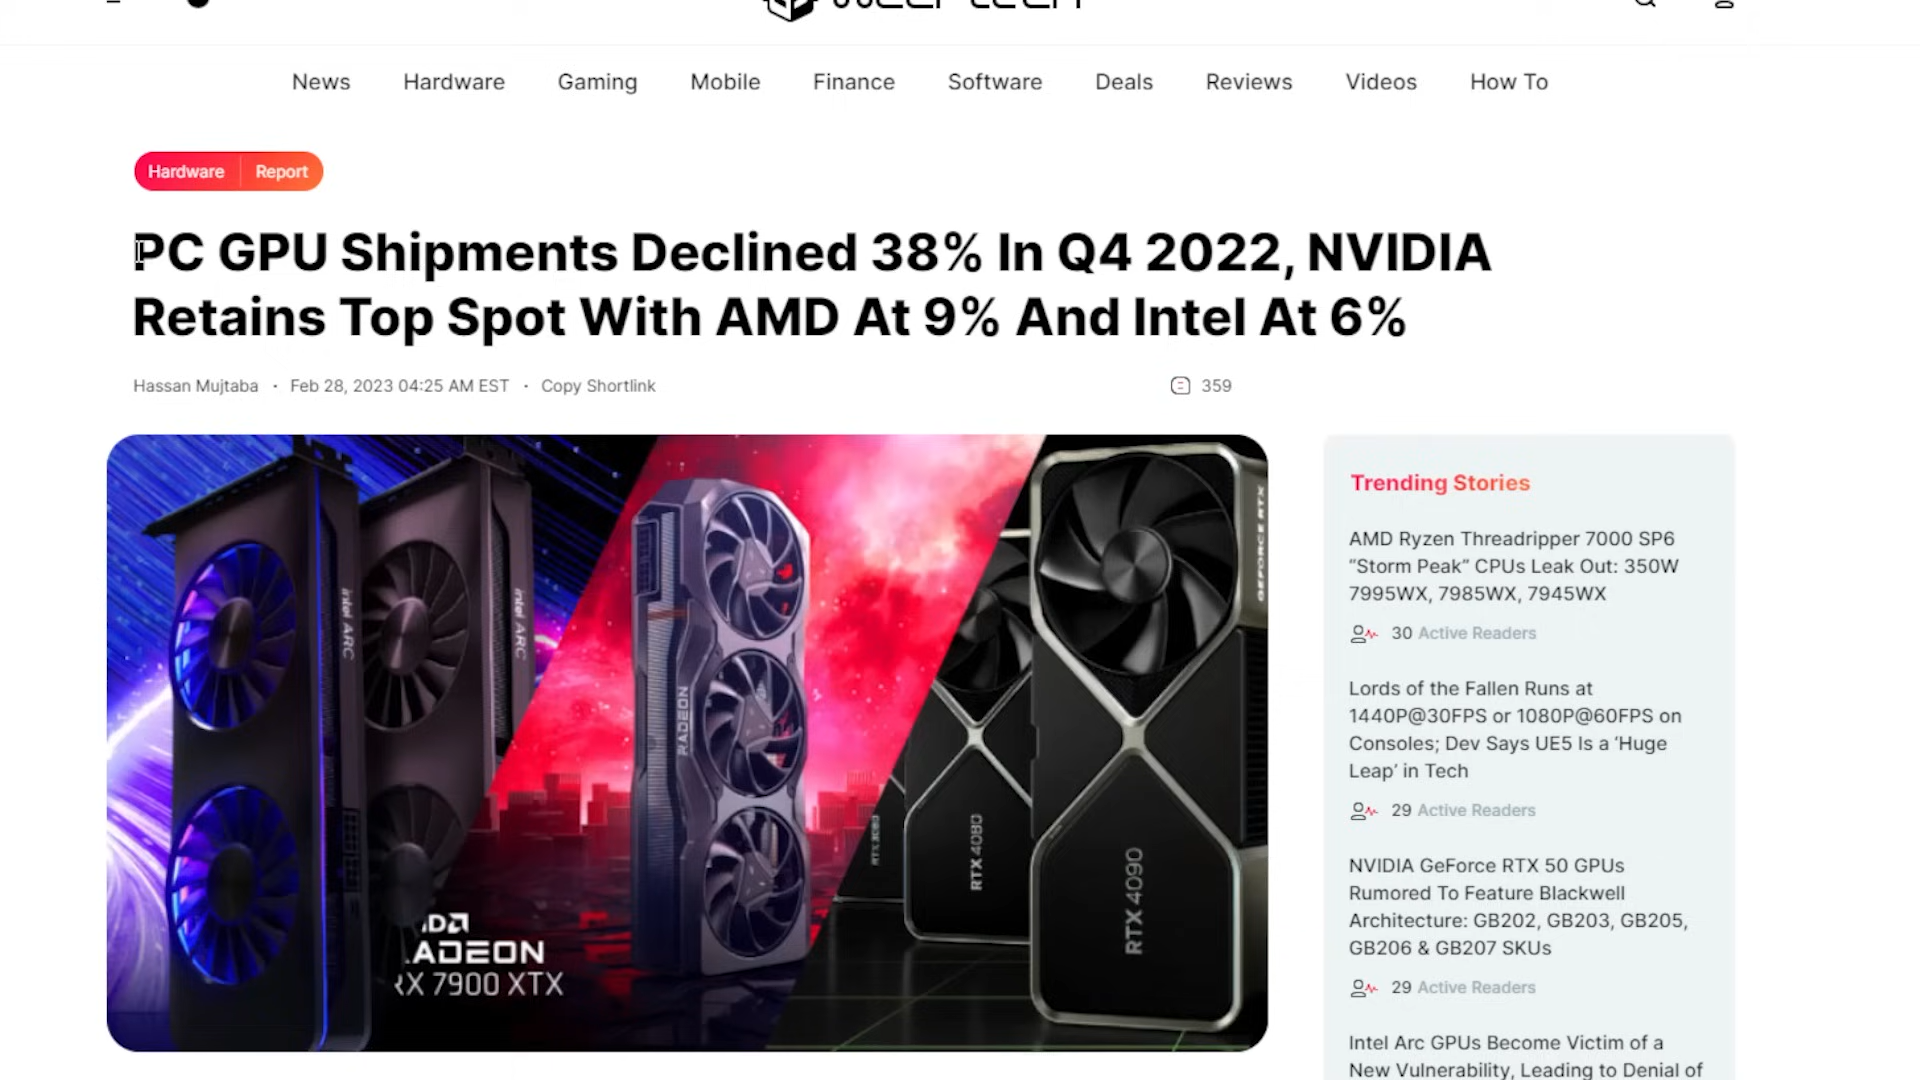 News Hardware Gaming Mobile Finance Software Deals Reviews Videos How To
Hardware Report
PC GPU Shipments Declined 38% In Q4 2022, NVIDIA
Retains Top Spot With AMD At 9% And Intel At 6%
Hassan Mujtaba · Feb 28, 2023 04:25 AM EST · Copy Shortlink 359
intel ARC
intel ARC
RADEON
GEFORCE RTX
RTX 4080
RTX 4090
RX 7900 XTX
Trending Stories
AMD Ryzen Threadripper 7000 SP6
“Storm Peak” CPUs Leak Out: 350W
7995WX, 7985WX, 7945WX
30 Active Readers
Lords of the Fallen Runs at
1440P@30FPS or 1080P@60FPS on
Consoles; Dev Says UE5 Is a ‘Huge
Leap’ in Tech
29 Active Readers
NVIDIA GeForce RTX 50 GPUs
Rumored To Feature Blackwell
Architecture: GB202, GB203, GB205,
GB206 & GB207 SKUs
29 Active Readers
Intel Arc GPUs Become Victim of a
New Vulnerability, Leading to Denial of